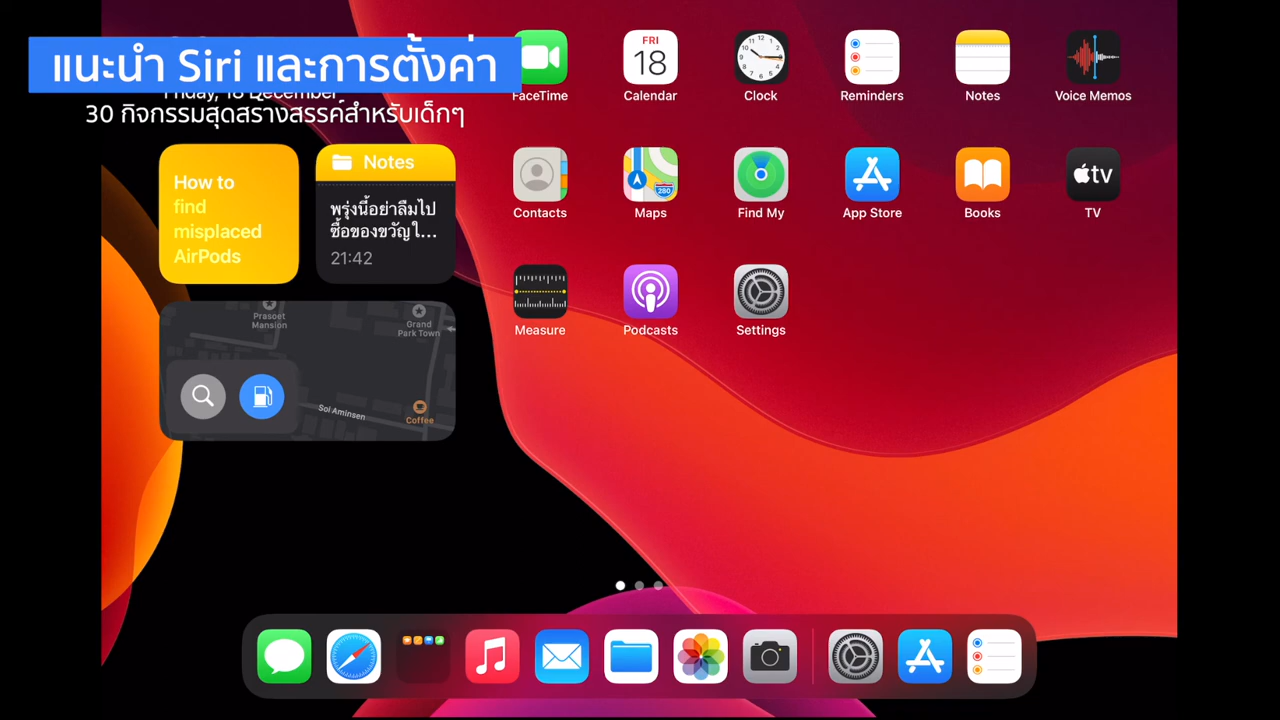 แนะนำ Siri และการตั้งค่า
Friday, 18 December
30 กิจกรรมสุดสร้างสรรค์สำหรับเด็กๆ
How to
find
misplaced
AirPods
Notes
พรุ่งนี้อย่าลืมไป
ซื้อของขวัญใ...
21:42
Prasoet
Mansion
Grand
Park Town
Soi Aminsen
Coffee
FaceTime
FRI
18
Calendar
Clock
Reminders
Notes
Voice Memos
Contacts
280
Maps
Find My
App Store
Books
tv
TV
Measure
Podcasts
Settings